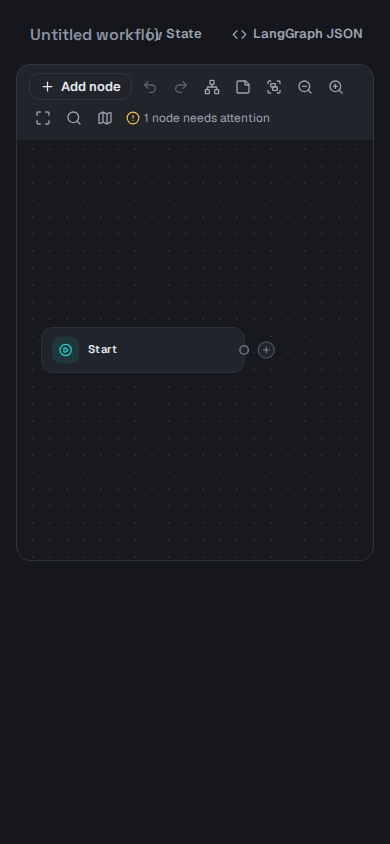 Untitled workflow
{} State
LangGraph JSON
Add node
1 node needs attention
Start